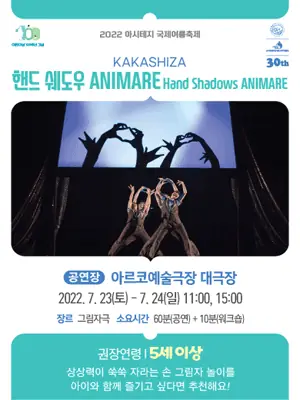 2022 아시테지 국제여름축제
30th
KAKASHIZA
핸드 쉐도우 ANIMARE Hand Shadows ANIMARE
공연장 아르코예술극장 대극장
2022. 7. 23(토) – 7. 24(일) 11:00, 15:00
장르 그림자극 소요시간 60분(공연) + 10분(워크숍)
권장연령 | 5세 이상
상상력이 쑥쑥 자라는 손 그림자 놀이를
아이와 함께 즐기고 싶다면 추천해요!